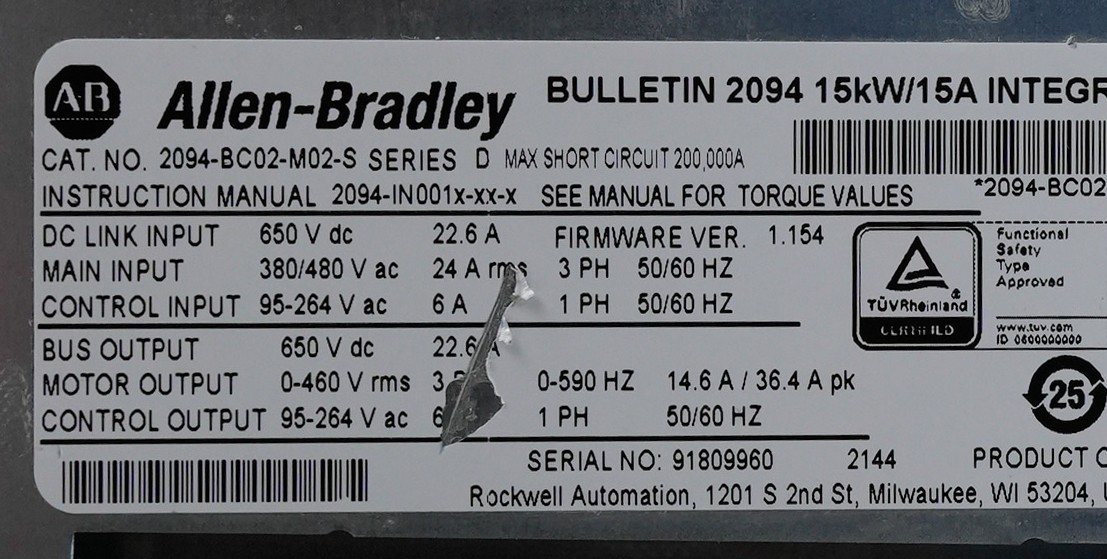 AB Allen-Bradley
BULLETIN 2094 15kW/15A INTEGR
CAT. NO. 2094-BC02-M02-S SERIES D MAX SHORT CIRCUIT 200,000A
INSTRUCTION MANUAL 2094-IN001x-xx-x SEE MANUAL FOR TORQUE VALUES
*2094-BC02
DC LINK INPUT 650 V dc 22.6 A FIRMWARE VER. 1.154
MAIN INPUT 380/480 V ac 24 A rms 3 PH 50/60 HZ
CONTROL INPUT 95-264 V ac 6 A 1 PH 50/60 HZ
TÜVRheinland®
CERTIFIED
Functional
Safety
Type
Approved
www.tuv.com
ID 0600000000
BUS OUTPUT 650 V dc 22.6 A
MOTOR OUTPUT 0-460 V rms 3 0-590 HZ 14.6 A / 36.4 A pk
CONTROL OUTPUT 95-264 V ac 6 1 PH 50/60 HZ
25
SERIAL NO: 91809960 2144 PRODUCT O
Rockwell Automation, 1201 S 2nd St, Milwaukee, WI 53204, U